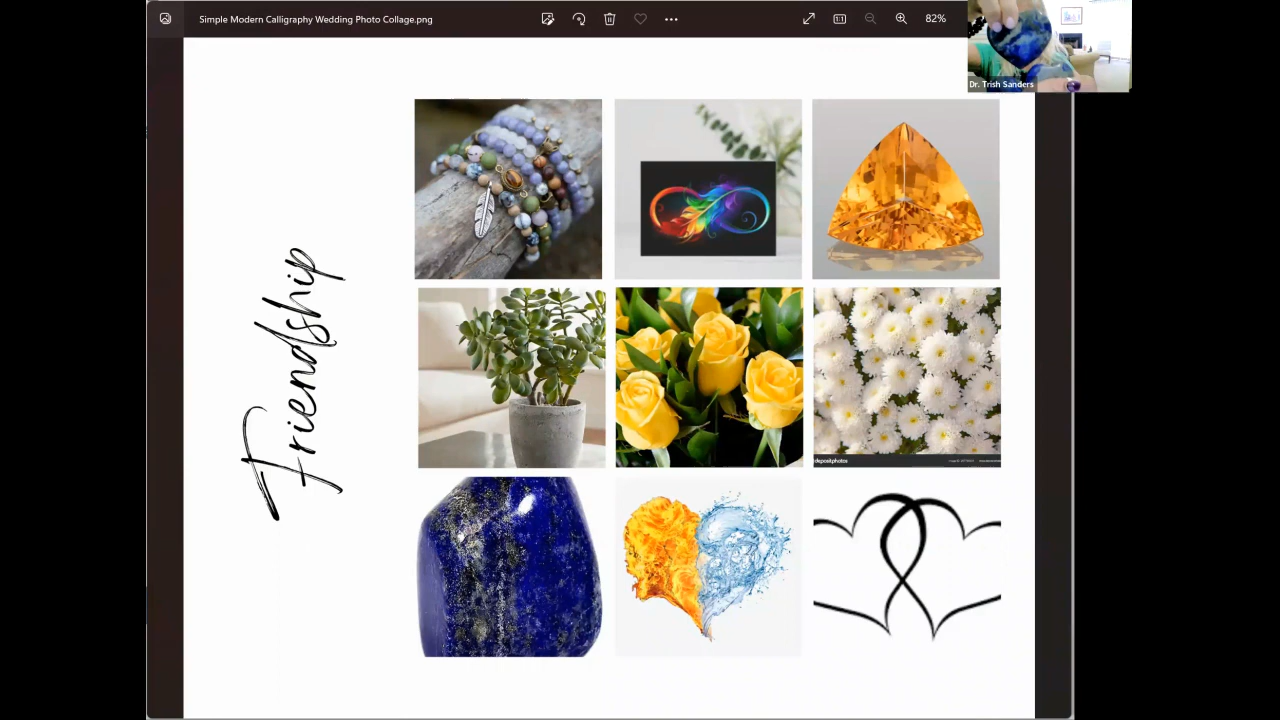 Simple Modern Calligraphy Wedding Photo Collage.png
82%
Dr. Trish Sanders
Friendship
depositphotos